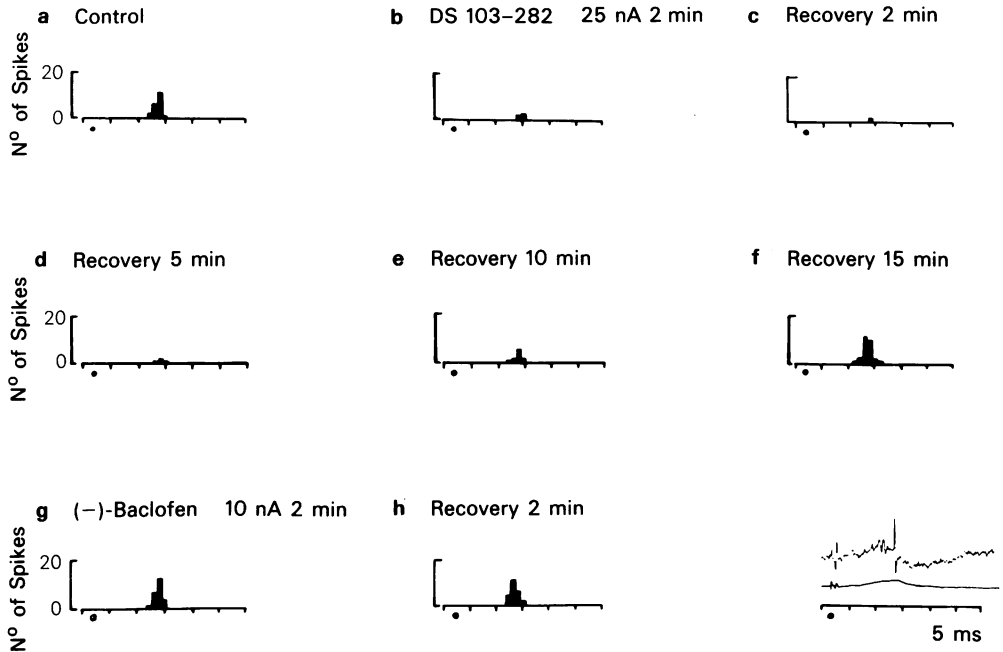 a Control
b DS 103–282 25 nA 2 min
c Recovery 2 min
Nº of Spikes
20
0
d Recovery 5 min
e Recovery 10 min
f Recovery 15 min
Nº of Spikes
20
0
g (−)-Baclofen 10 nA 2 min
h Recovery 2 min
Nº of Spikes
20
0
5 ms